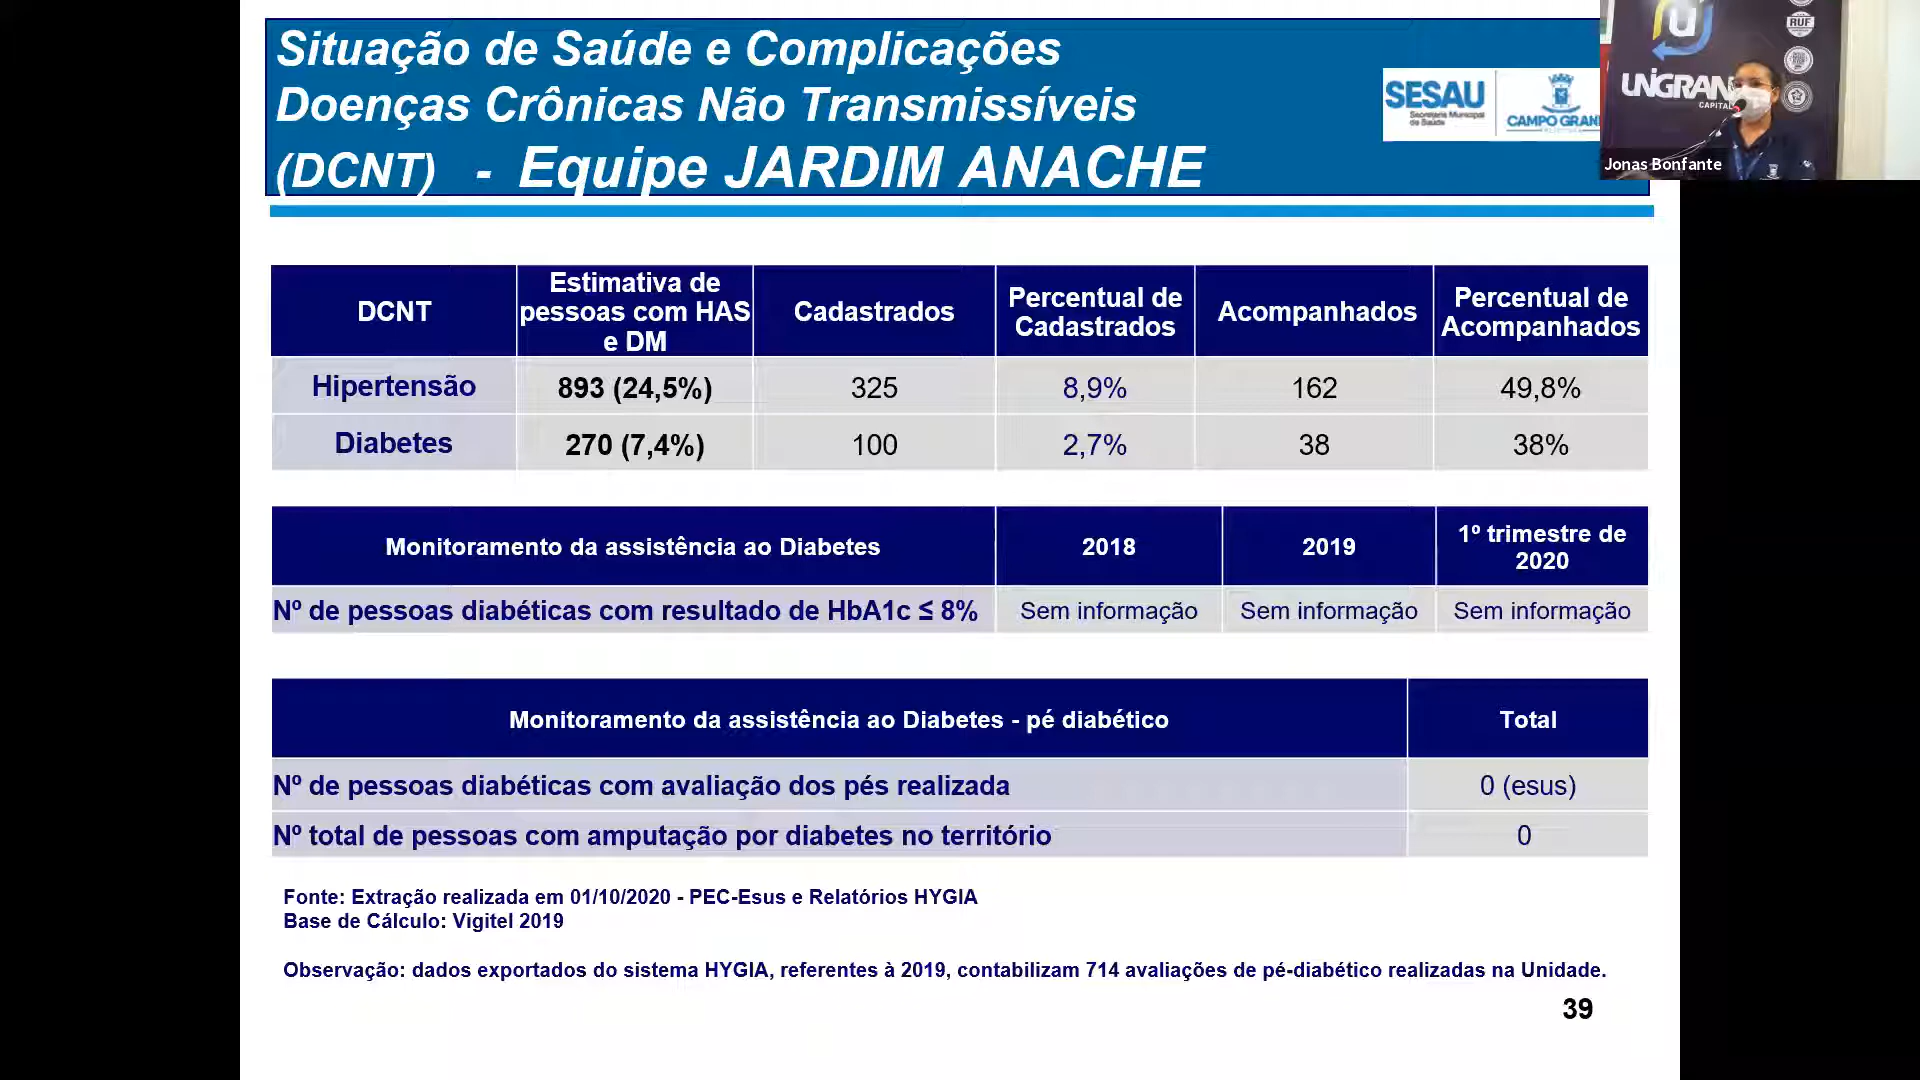 Situação de Saúde e Complicações
Doenças Crônicas Não Transmissíveis
(DCNT) - Equipe JARDIM ANACHE
SESAU
Secretaria Municipal
de Saúde
CAMPO GRAN
UNIGRAN
CAPITAL
RUF
Jonas Bonfante
DCNT
Estimativa de
pessoas com HAS
e DM
Cadastrados
Percentual de
Cadastrados
Acompanhados
Percentual de
Acompanhados
Hipertensão 893 (24,5%) 325 8,9% 162 49,8%
Diabetes 270 (7,4%) 100 2,7% 38 38%
Monitoramento da assistência ao Diabetes 2018 2019 1º trimestre de
2020
Nº de pessoas diabéticas com resultado de HbA1c ≤ 8% Sem informação Sem informação Sem informação
Monitoramento da assistência ao Diabetes - pé diabético Total
Nº de pessoas diabéticas com avaliação dos pés realizada 0 (esus)
Nº total de pessoas com amputação por diabetes no território 0
Fonte: Extração realizada em 01/10/2020 - PEC-Esus e Relatórios HYGIA
Base de Cálculo: Vigitel 2019
Observação: dados exportados do sistema HYGIA, referentes à 2019, contabilizam 714 avaliações de pé-diabético realizadas na Unidade.
39